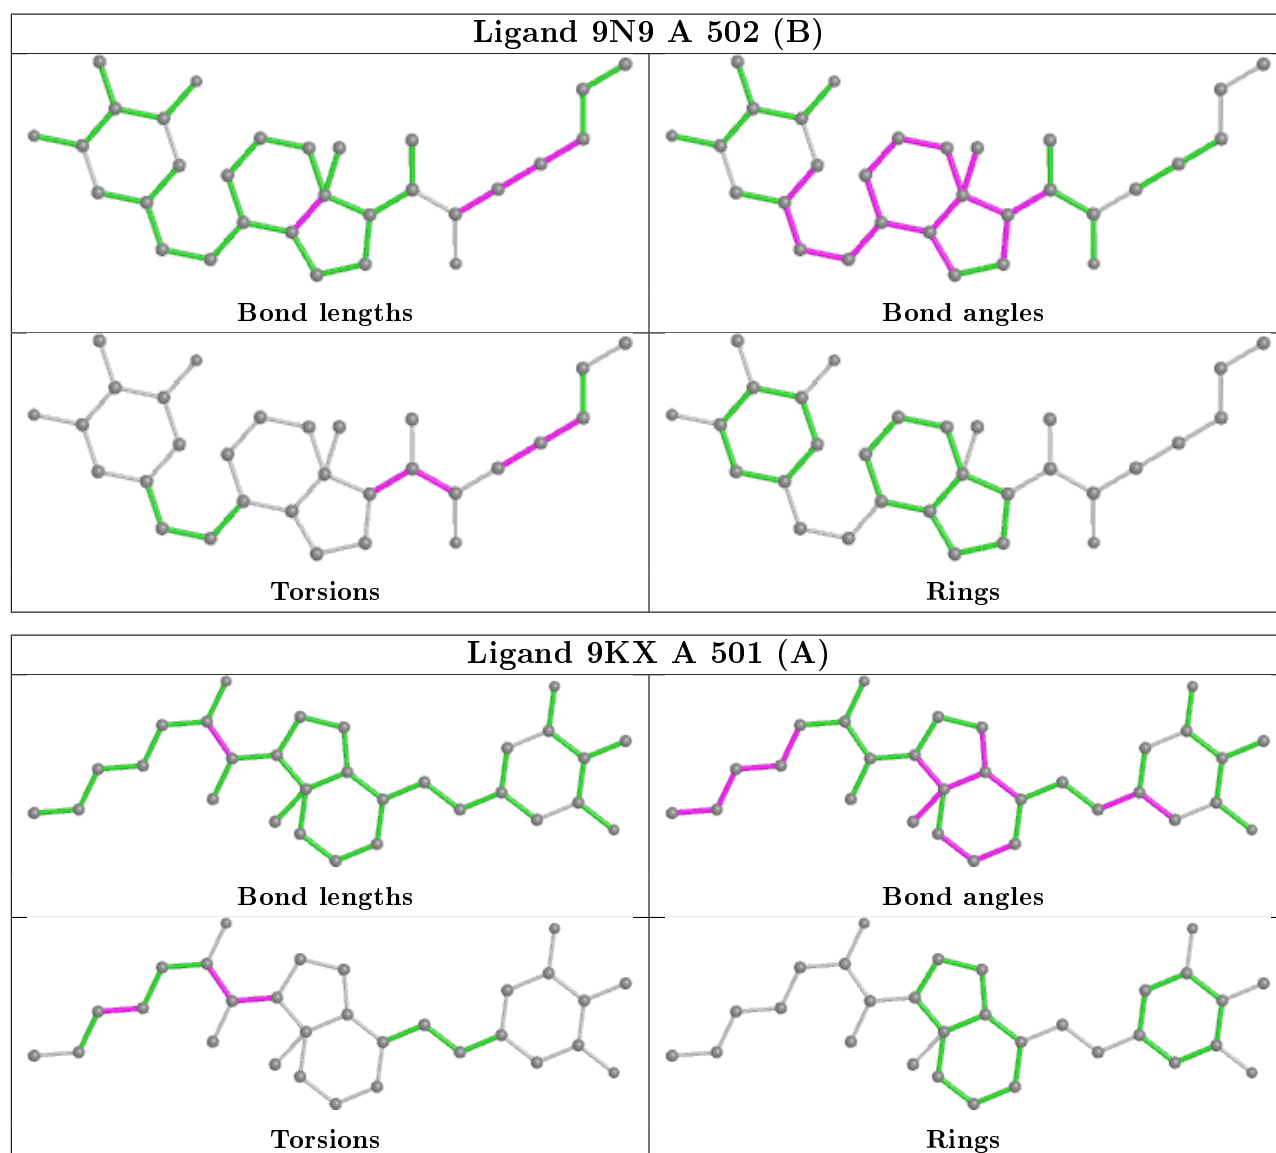 Ligand 9N9 A 502 (B)
Bond lengths
Bond angles
Torsions
Rings
Ligand 9KX A 501 (A)
Bond lengths
Bond angles
Torsions
Rings